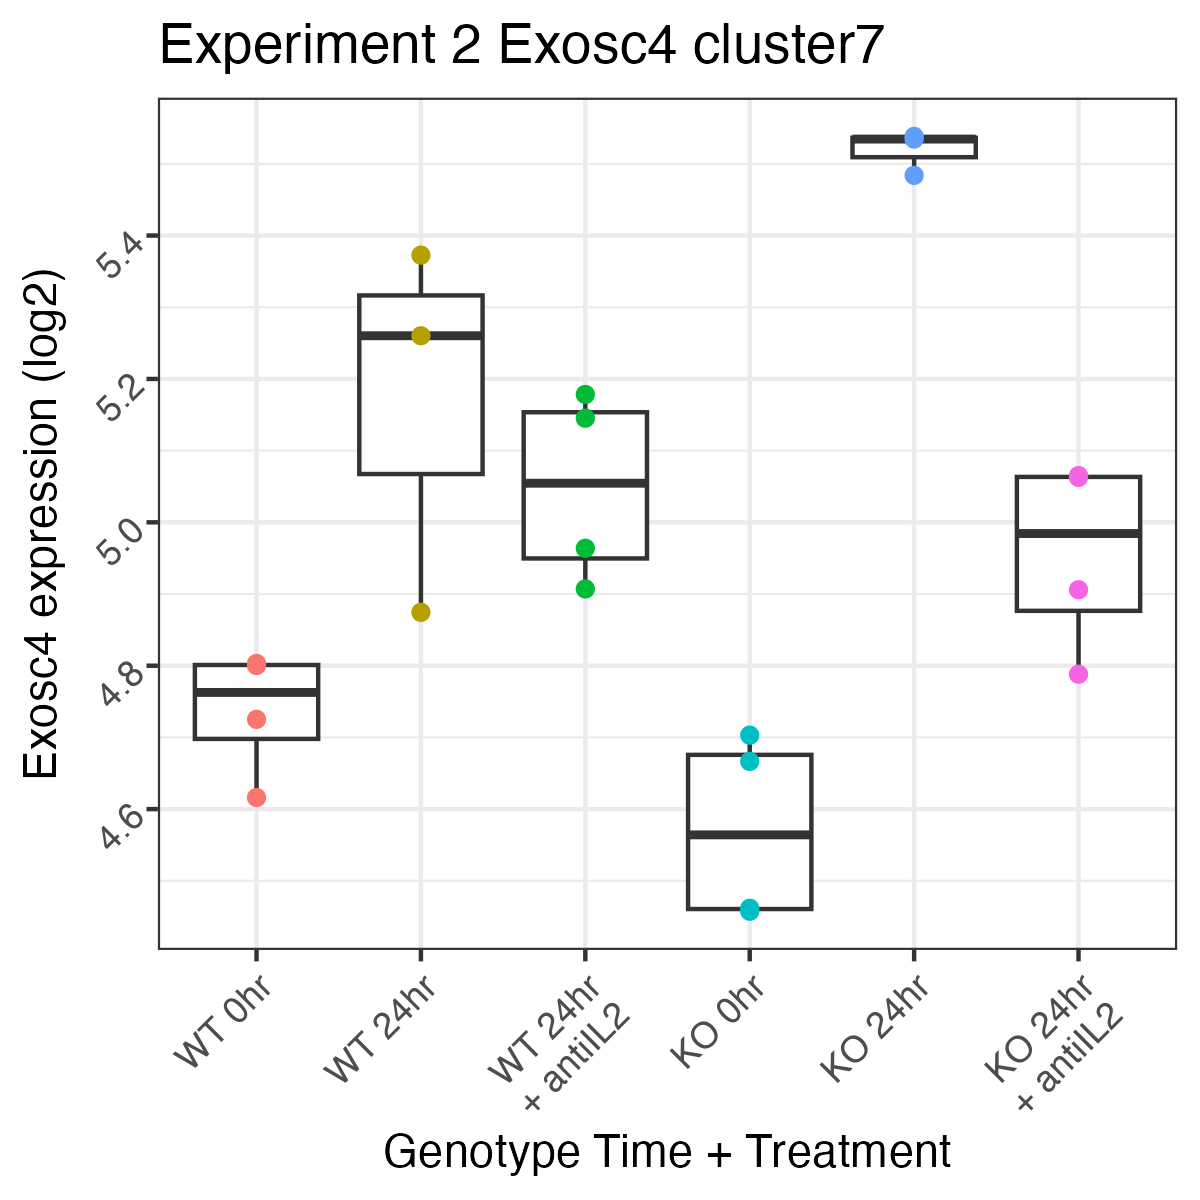 Experiment 2 Exosc4 cluster7
Exosc4 expression (log2)
5.4
5.2
5.0
4.8
4.6
WT 0hr
WT 24hr
WT 24hr
+ antiIL2
KO 0hr
KO 24hr
KO 24hr
+ antiIL2
Genotype Time + Treatment